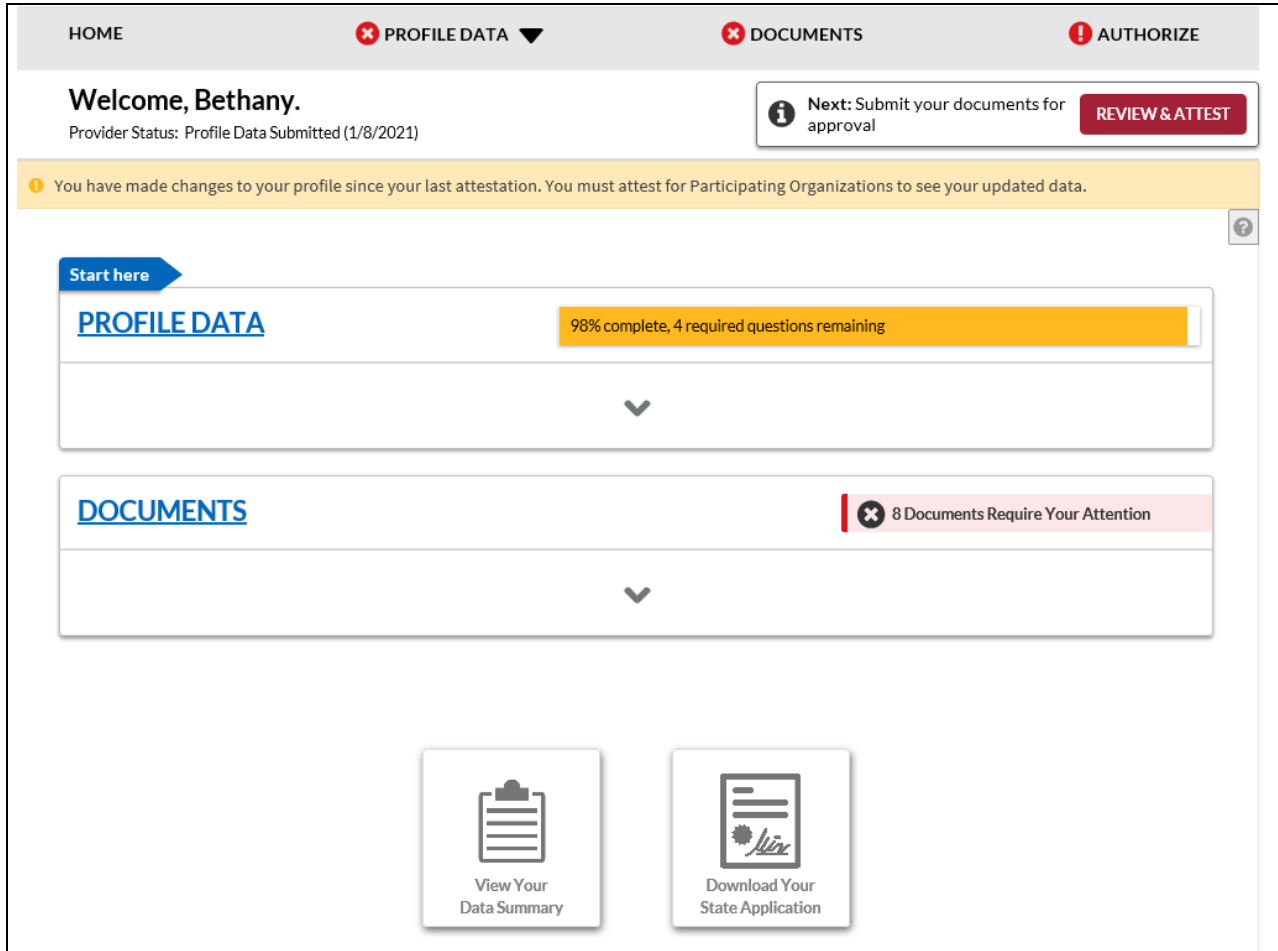 HOME
PROFILE DATA
DOCUMENTS
AUTHORIZE
Welcome, Bethany.
Provider Status: Profile Data Submitted (1/8/2021)
Next: Submit your documents for
approval
REVIEW & ATTEST
You have made changes to your profile since your last attestation. You must attest for Participating Organizations to see your updated data.
Start here
PROFILE DATA
98% complete, 4 required questions remaining
DOCUMENTS
8 Documents Require Your Attention
View Your
Data Summary
Download Your
State Application